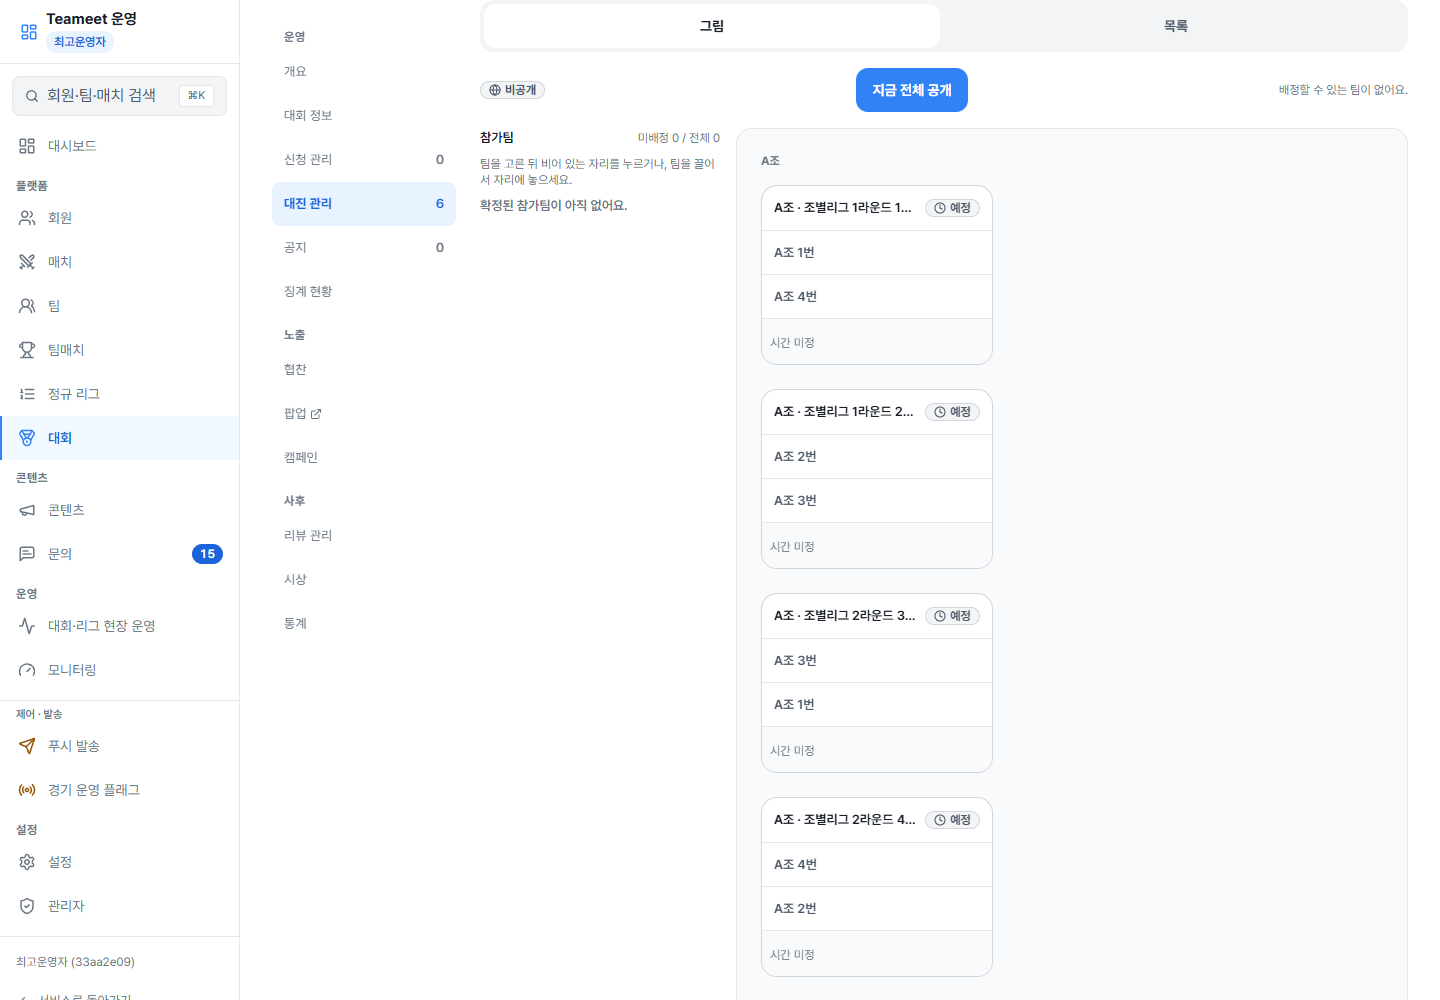 Teameet 운영
최고운영자
회원·팀·매치 검색
⌘K
대시보드
플랫폼
회원
매치
팀
팀매치
정규 리그
대회
콘텐츠
콘텐츠
문의
15
운영
대회·리그 현장 운영
모니터링
제어 · 발송
푸시 발송
경기 운영 플래그
설정
설정
관리자
최고운영자 (33aa2e09)
서비스로 돌아가기
운영
개요
대회 정보
신청 관리
0
대진 관리
6
공지
0
징계 현황
노출
협찬
팝업
캠페인
사후
리뷰 관리
시상
통계
그림
목록
비공개
지금 전체 공개
배정할 수 있는 팀이 없어요.
참가팀
미배정 0 / 전체 0
팀을 고른 뒤 비어 있는 자리를 누르거나, 팀을 끌어
서 자리에 놓으세요.
확정된 참가팀이 아직 없어요.
A조
A조 · 조별리그 1라운드 1...
예정
A조 1번
A조 4번
시간 미정
A조 · 조별리그 1라운드 2...
예정
A조 2번
A조 3번
시간 미정
A조 · 조별리그 2라운드 3...
예정
A조 3번
A조 1번
시간 미정
A조 · 조별리그 2라운드 4...
예정
A조 4번
A조 2번
시간 미정